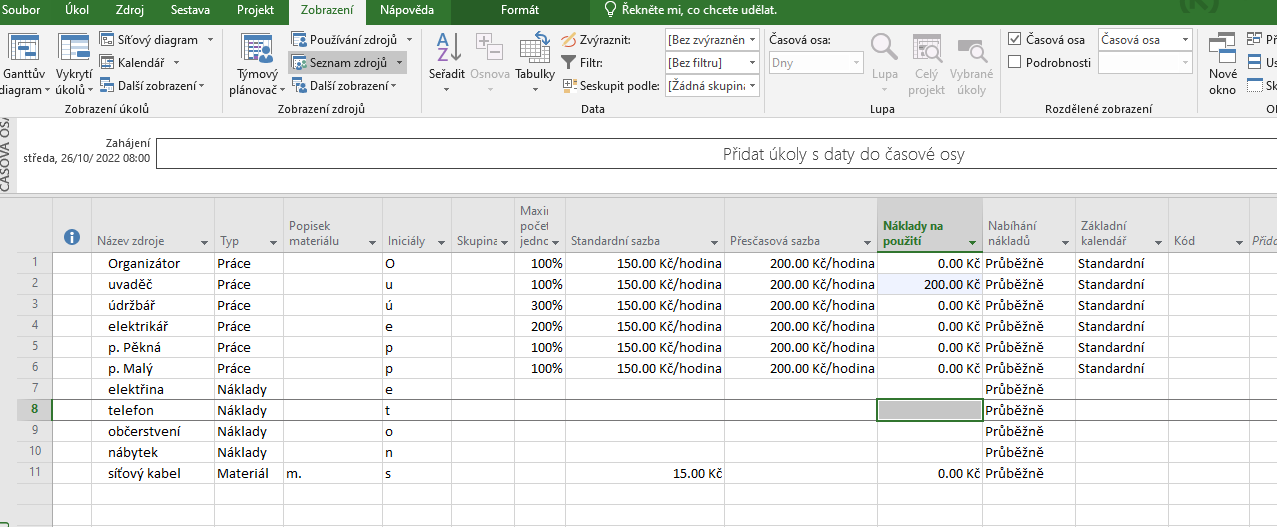 Soubor Úkol Zdroj Sestava Projekt Zobrazení Nápověda Formát Řekněte mi, co chcete udělat.
Ganttův diagram
Vykrytí úkolů
Síťový diagram
Kalendář
Další zobrazení
Zobrazení úkolů
Týmový plánovač
Používání zdrojů
Seznam zdrojů
Další zobrazení
Zobrazení zdrojů
Seřadit
Osnova
Tabulky
Zvýraznit: [Bez zvýrazněn
Filtr: [Bez filtru]
Seskupit podle: [Žádná skupina
Data
Časová osa:
Dny
Lupa
Celý projekt
Vybrané úkoly
Lupa
Časová osa Časová osa
Podrobnosti
Rozdělené zobrazení
Nové okno
ČASOVÁ OSA
Zahájení
středa, 26/10/ 2022 08:00
Přidat úkoly s daty do časové osy
Název zdroje Typ Popisek materiálu Iniciály Skupina Maxim počet jedno Standardní sazba Přesčasová sazba Náklady na použití Nabíhání nákladů Základní kalendář Kód Přida
1 Organizátor Práce O 100% 150.00 Kč/hodina 200.00 Kč/hodina 0.00 Kč Průběžně Standardní
2 uvaděč Práce u 100% 150.00 Kč/hodina 200.00 Kč/hodina 200.00 Kč Průběžně Standardní
3 údržbář Práce ú 300% 150.00 Kč/hodina 200.00 Kč/hodina 0.00 Kč Průběžně Standardní
4 elektrikář Práce e 200% 150.00 Kč/hodina 200.00 Kč/hodina 0.00 Kč Průběžně Standardní
5 p. Pěkná Práce p 100% 150.00 Kč/hodina 200.00 Kč/hodina 0.00 Kč Průběžně Standardní
6 p. Malý Práce p 100% 150.00 Kč/hodina 200.00 Kč/hodina 0.00 Kč Průběžně Standardní
7 elektřina Náklady e Průběžně
8 telefon Náklady t Průběžně
9 občerstvení Náklady o Průběžně
10 nábytek Náklady n Průběžně
11 síťový kabel Materiál m. s 15.00 Kč 0.00 Kč Průběžně